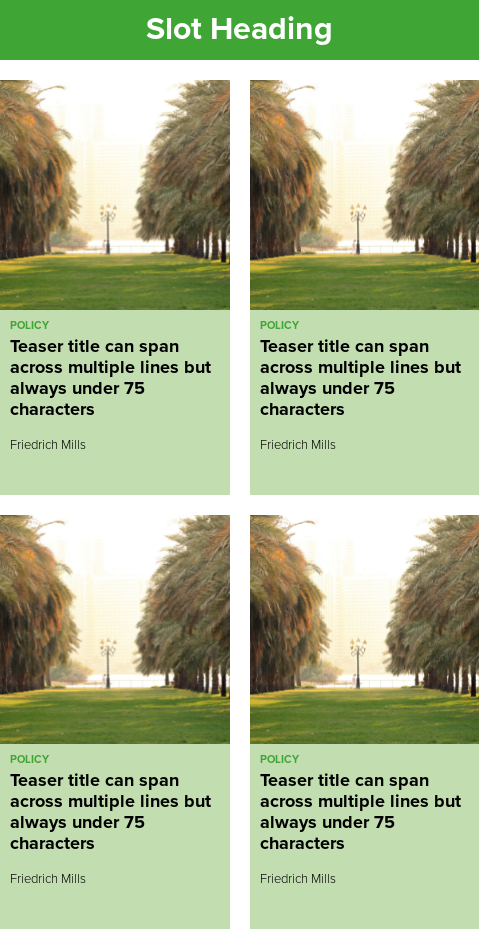 Slot Heading
POLICY
Teaser title can span
across multiple lines but
always under 75
characters
Friedrich Mills
POLICY
Teaser title can span
across multiple lines but
always under 75
characters
Friedrich Mills
POLICY
Teaser title can span
across multiple lines but
always under 75
characters
Friedrich Mills
POLICY
Teaser title can span
across multiple lines but
always under 75
characters
Friedrich Mills